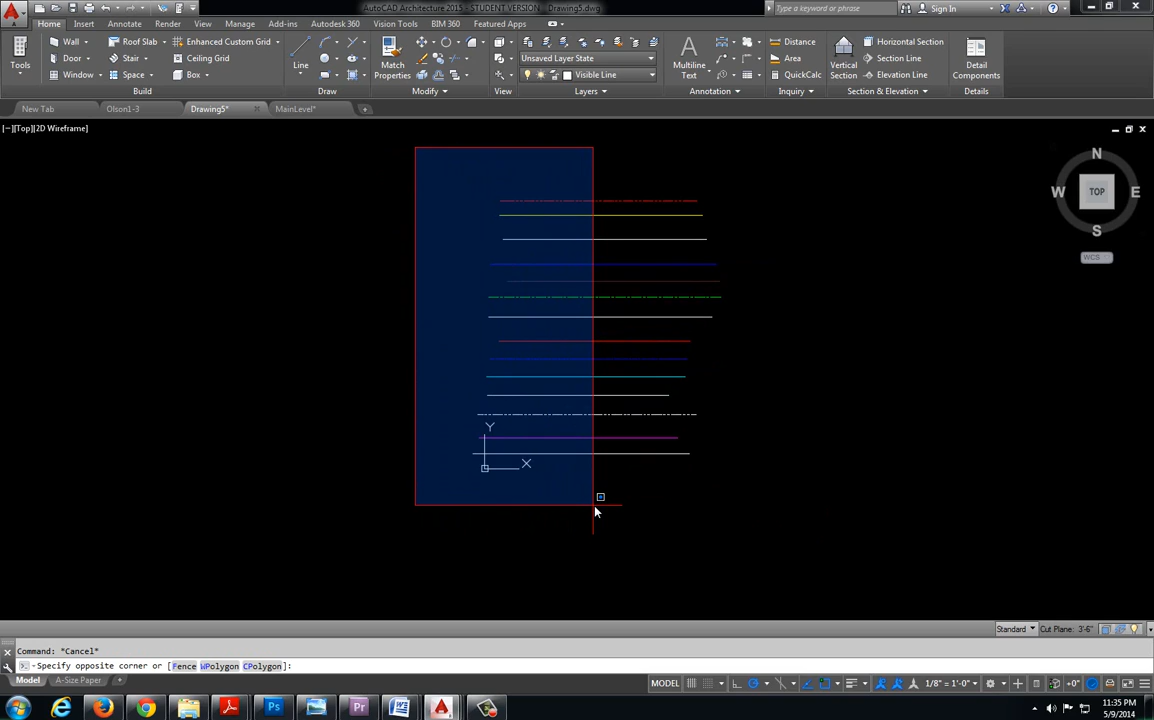 AutoCAD Architecture 2015 - STUDENT VERSION Drawing5.dwg
Type a keyword or phrase
Sign In
Home Insert Annotate Render View Manage Add-ins Autodesk 360 Vision Tools BIM 360 Featured Apps
Tools
Wall
Door
Window
Roof Slab
Stair
Space
Enhanced Custom Grid
Ceiling Grid
Box
Build
Line
Draw
Match
Properties
Modify
View
Unsaved Layer State
Visible Line
Layers
Multiline
Text
Annotation
Distance
Area
QuickCalc
Inquiry
Vertical
Section
Horizontal Section
Section Line
Elevation Line
Section & Elevation
Detail
Components
Details
New Tab
Olson1-3
Drawing5*
MainLevel*
[−][Top][2D Wireframe]
N
W
TOP
E
S
WCS
Y
X
Standard
Cut Plane: 3'-6"
Command: *Cancel*
Specify opposite corner or [Fence WPolygon CPolygon]:
Model
A-Size Paper
MODEL
1/8" = 1'-0"
+0"
Ps
Pr
11:35 PM
5/9/2014